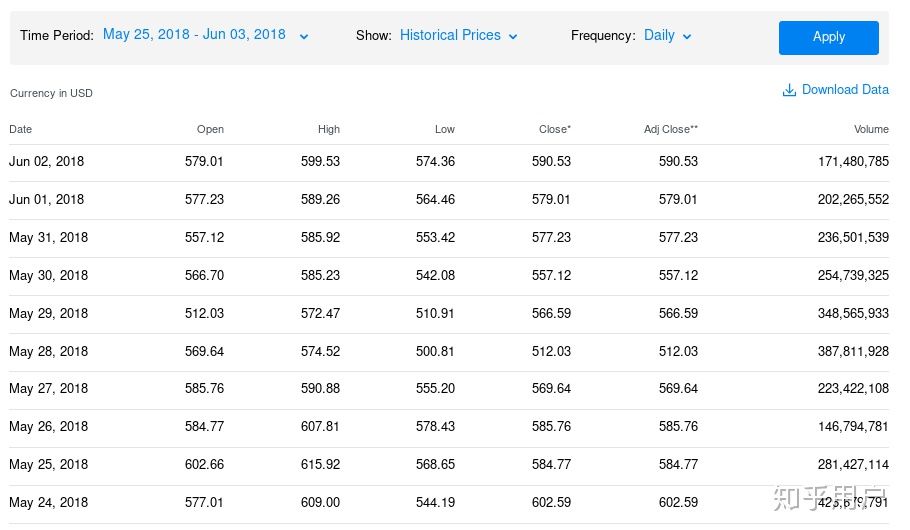 Time Period: May 25, 2018 - Jun 03, 2018 Show: Historical Prices Frequency: Daily Apply
Currency in USD Download Data
Date Open High Low Close* Adj Close** Volume
Jun 02, 2018 579.01 599.53 574.36 590.53 590.53 171,480,785
Jun 01, 2018 577.23 589.26 564.46 579.01 579.01 202,265,552
May 31, 2018 557.12 585.92 553.42 577.23 577.23 236,501,539
May 30, 2018 566.70 585.23 542.08 557.12 557.12 254,739,325
May 29, 2018 512.03 572.47 510.91 566.59 566.59 348,565,933
May 28, 2018 569.64 574.52 500.81 512.03 512.03 387,811,928
May 27, 2018 585.76 590.88 555.20 569.64 569.64 223,422,108
May 26, 2018 584.77 607.81 578.43 585.76 585.76 146,794,781
May 25, 2018 602.66 615.92 568.65 584.77 584.77 281,427,114
May 24, 2018 577.01 609.00 544.19 602.59 602.59
知乎用户